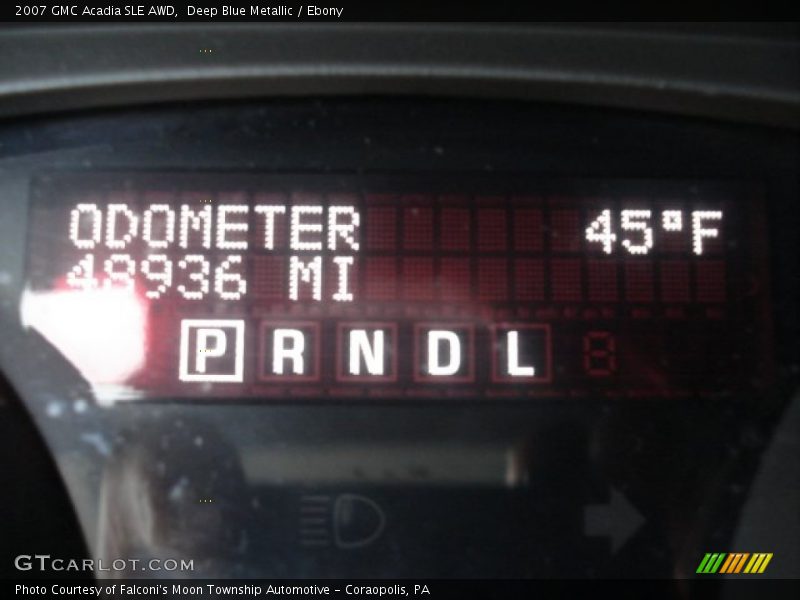 2007 GMC Acadia SLE AWD, Deep Blue Metallic / Ebony
ODOMETER 45°F
48936 MI
P R N D L 8
GTCARLOT.COM
Photo Courtesy of Falconi's Moon Township Automotive - Coraopolis, PA